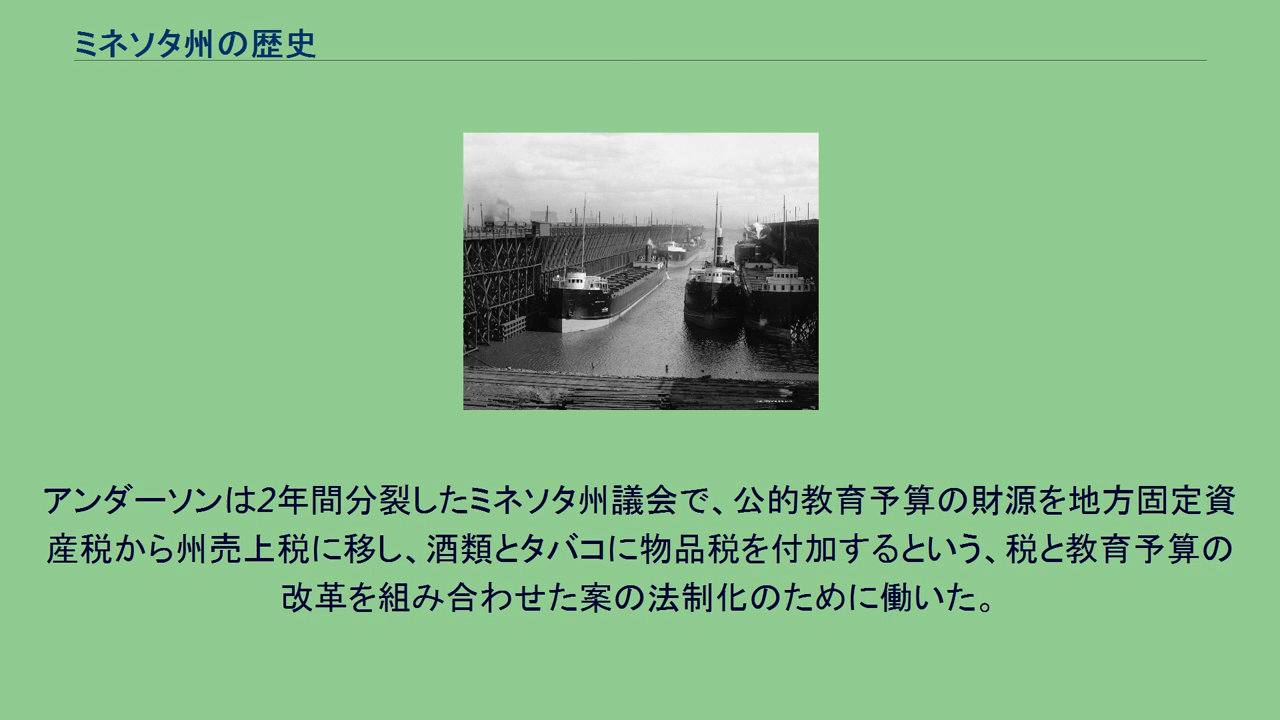 ミネソタ州の歴史
アンダーソンは2年間分裂したミネソタ州議会で、公的教育予算の財源を地方固定資
産税から州売上税に移し、酒類とタバコに物品税を付加するという、税と教育予算の
改革を組み合わせた案の法制化のために働いた。